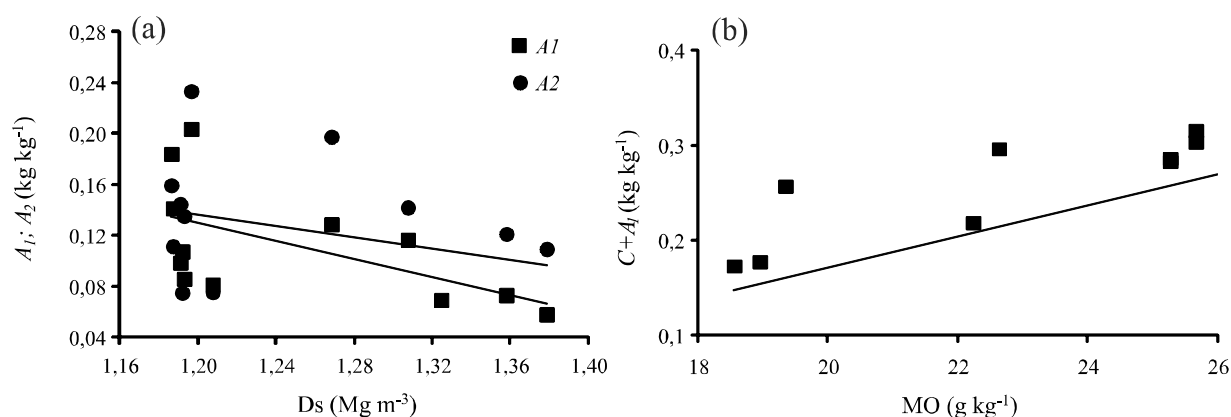 (a)
A1
A2
A₁; A₂ (kg kg⁻¹)
0,28
0,24
0,20
0,16
0,12
0,08
0,04
1,16
1,20
1,24
1,28
1,32
1,36
1,40
Ds (Mg m⁻³)
(b)
C+A₁ (kg kg⁻¹)
0,4
0,3
0,2
0,1
18
20
22
24
26
MO (g kg⁻¹)